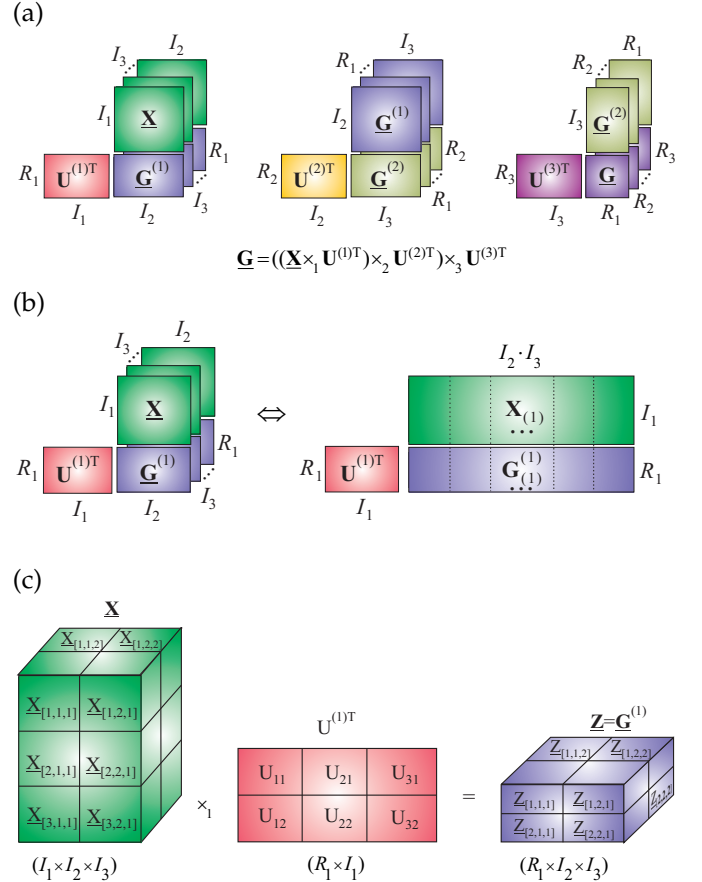 (a)
I₂ I₃ I₁ X̲ R₁ U⁽¹⁾ᵀ G̲⁽¹⁾ R₁ I₁ I₂ I₃
I₃ R₁ I₂ G̲⁽¹⁾ R₂ U⁽²⁾ᵀ G̲⁽²⁾ R₂ I₂ I₃ R₁
R₁ R₂ I₃ G̲⁽²⁾ R₃ U⁽³⁾ᵀ G̲ R₃ I₃ R₁ R₂
G̲ = ((X̲ ×₁ U⁽¹⁾ᵀ) ×₂ U⁽²⁾ᵀ) ×₃ U⁽³⁾ᵀ
(b)
I₂ I₃ I₁ X̲ R₁ U⁽¹⁾ᵀ G̲⁽¹⁾ R₁ I₁ I₂ I₃
⇔
I₂ · I₃
X₍₁₎ I₁
...
R₁ U⁽¹⁾ᵀ G⁽¹⁾₍₁₎ R₁
...
I₁
(c)
X̲
X̲[1,1,2] X̲[1,2,2]
X̲[1,1,1] X̲[1,2,1]
X̲[2,1,1] X̲[2,2,1]
X̲[3,1,1] X̲[3,2,1]
(I₁×I₂×I₃)
×₁
U⁽¹⁾ᵀ
U₁₁ U₂₁ U₃₁
U₁₂ U₂₂ U₃₂
(R₁×I₁)
=
Z̲=G̲⁽¹⁾
Z̲[1,1,2] Z̲[1,2,2]
Z̲[1,1,1] Z̲[1,2,1]
Z̲[2,1,1] Z̲[2,2,1]
Z̲[2,2,2]
(R₁×I₂×I₃)